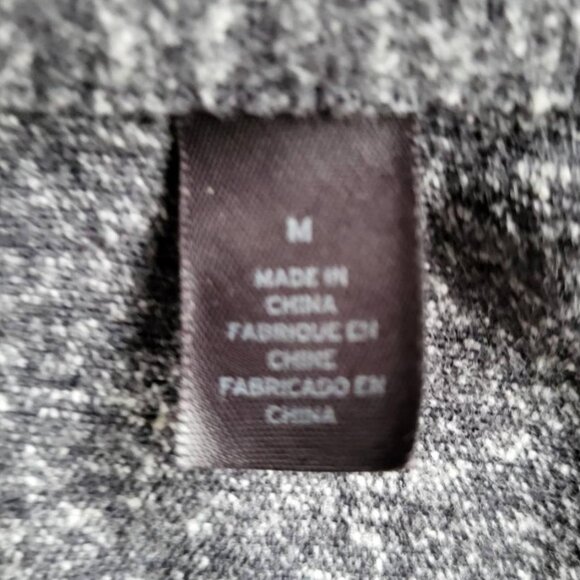 M
MADE IN
CHINA
FABRIQUE EN
CHINE
FABRICADO EN
CHINA